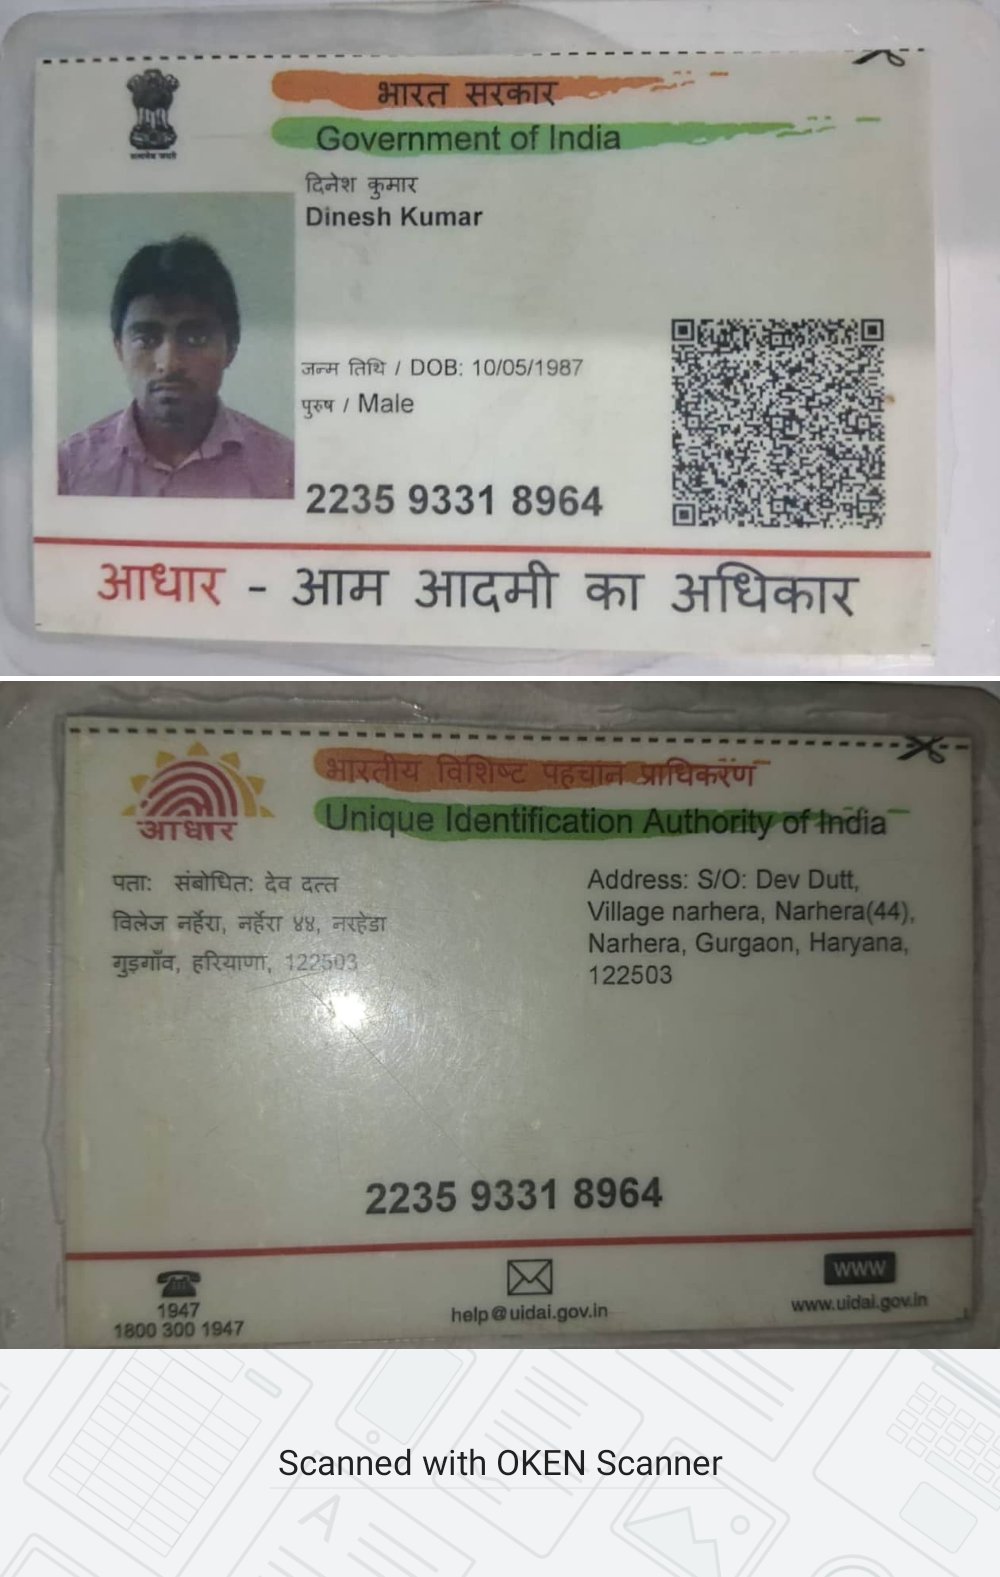 भारत सरकार
Government of India
दिनेश कुमार
Dinesh Kumar
जन्म तिथि / DOB: 10/05/1987
पुरुष / Male
2235 9331 8964
आधार - आम आदमी का अधिकार
भारतीय विशिष्ट पहचान प्राधिकरण
Unique Identification Authority of India
आधार
पता: संबोधित: देव दत्त
विलेज नर्हेरा, नर्हेरा ४४, नरहेडा
गुड़गाँव, हरियाणा, 122503
Address: S/O: Dev Dutt,
Village narhera, Narhera(44),
Narhera, Gurgaon, Haryana,
122503
2235 9331 8964
1947
1800 300 1947
help@uidai.gov.in
WWW
www.uidai.gov.in
Scanned with OKEN Scanner